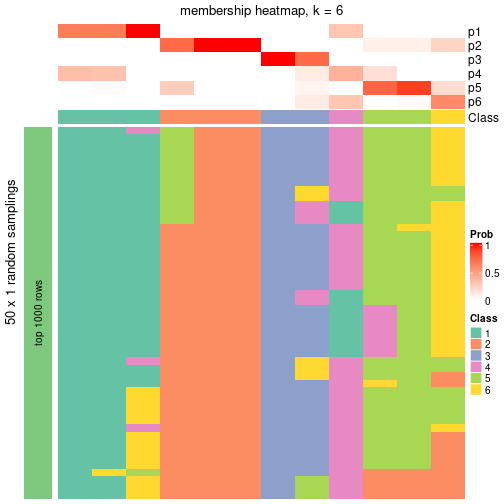 membership heatmap, k = 6
p1
p2
p3
p4
p5
p6
Class
50 x 1 random samplings
top 1000 rows
Prob
1
0.5
0
Class
1
2
3
4
5
6